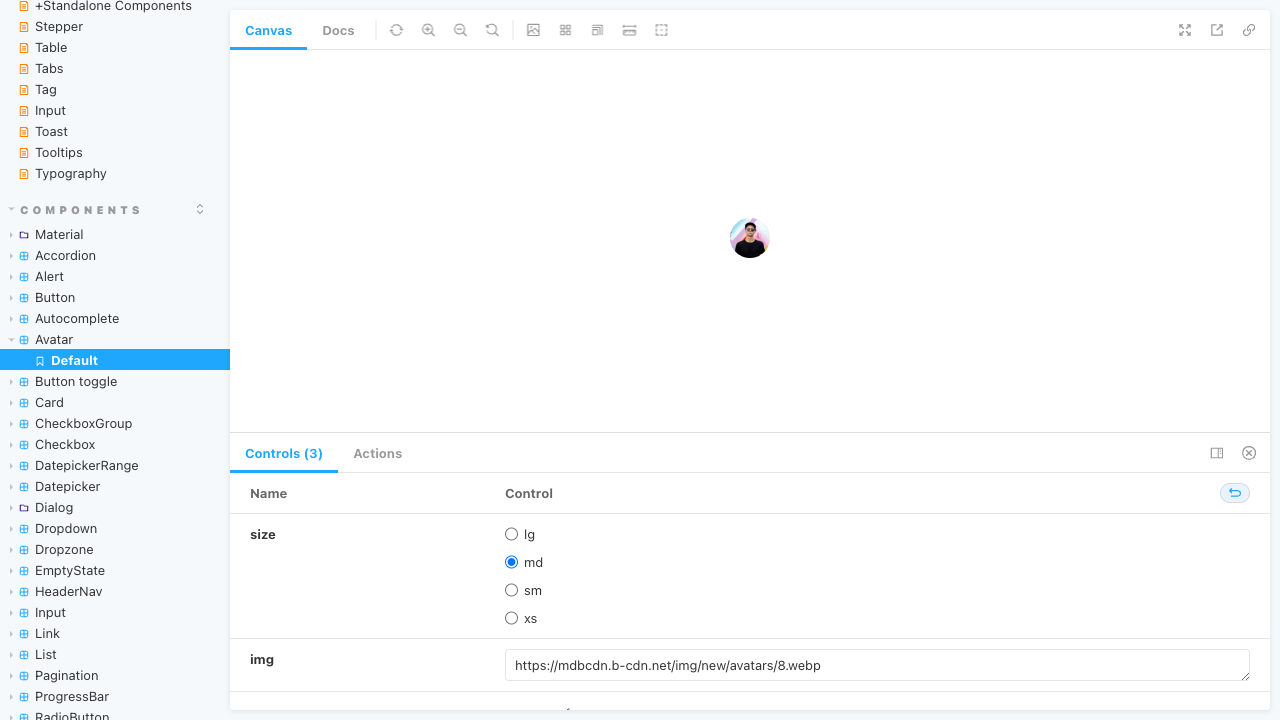 +Standalone Components
Stepper
Table
Tabs
Tag
Input
Toast
Tooltips
Typography
COMPONENTS
Material
Accordion
Alert
Button
Autocomplete
Avatar
Default
Button toggle
Card
CheckboxGroup
Checkbox
DatepickerRange
Datepicker
Dialog
Dropdown
Dropzone
EmptyState
HeaderNav
Input
Link
List
Pagination
ProgressBar
RadioButton
Canvas Docs
Controls (3) Actions
Name Control
size
lg
md
sm
xs
img https://mdbcdn.b-cdn.net/img/new/avatars/8.webp